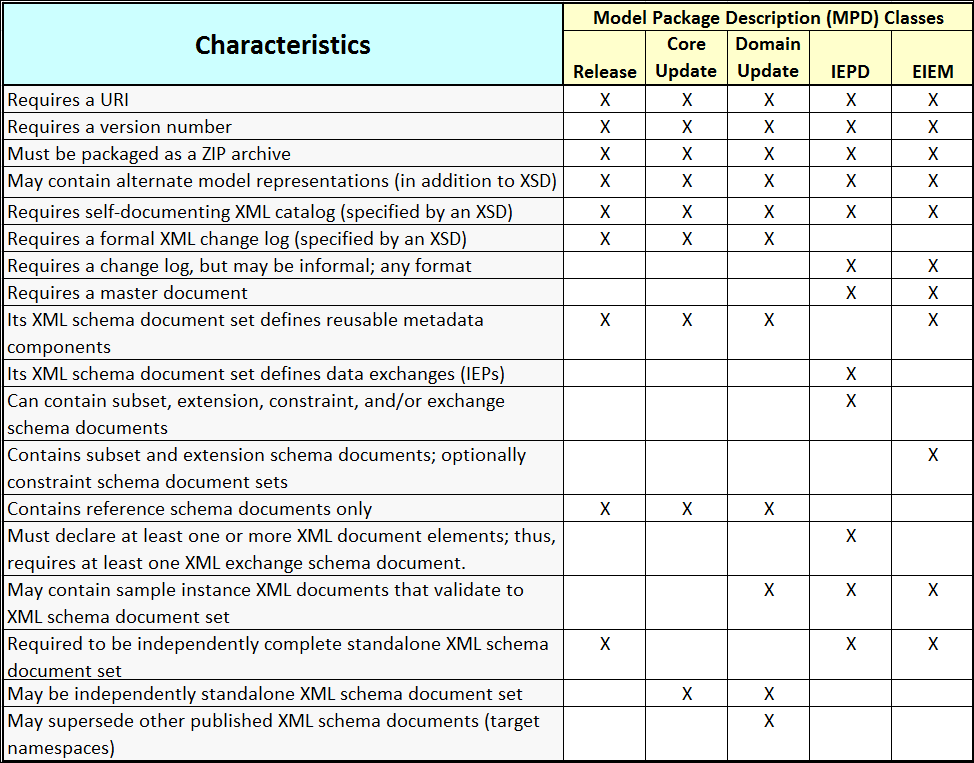 Characteristics
Model Package Description (MPD) Classes
Release
Core
Update
Domain
Update
IEPD
EIEM
Requires a URI X X X X X
Requires a version number X X X X X
Must be packaged as a ZIP archive X X X X X
May contain alternate model representations (in addition to XSD) X X X X X
Requires self-documenting XML catalog (specified by an XSD) X X X X X
Requires a formal XML change log (specified by an XSD) X X X
Requires a change log, but may be informal; any format X X
Requires a master document X X
Its XML schema document set defines reusable metadata X X X X
components
Its XML schema document set defines data exchanges (IEPs) X
Can contain subset, extension, constraint, and/or exchange X
schema documents
Contains subset and extension schema documents; optionally X
constraint schema document sets
Contains reference schema documents only X X X
Must declare at least one or more XML document elements; thus, X
requires at least one XML exchange schema document.
May contain sample instance XML documents that validate to X X X
XML schema document set
Required to be independently complete standalone XML schema X X X
document set
May be independently standalone XML schema document set X X
May supersede other published XML schema documents (target X
namespaces)